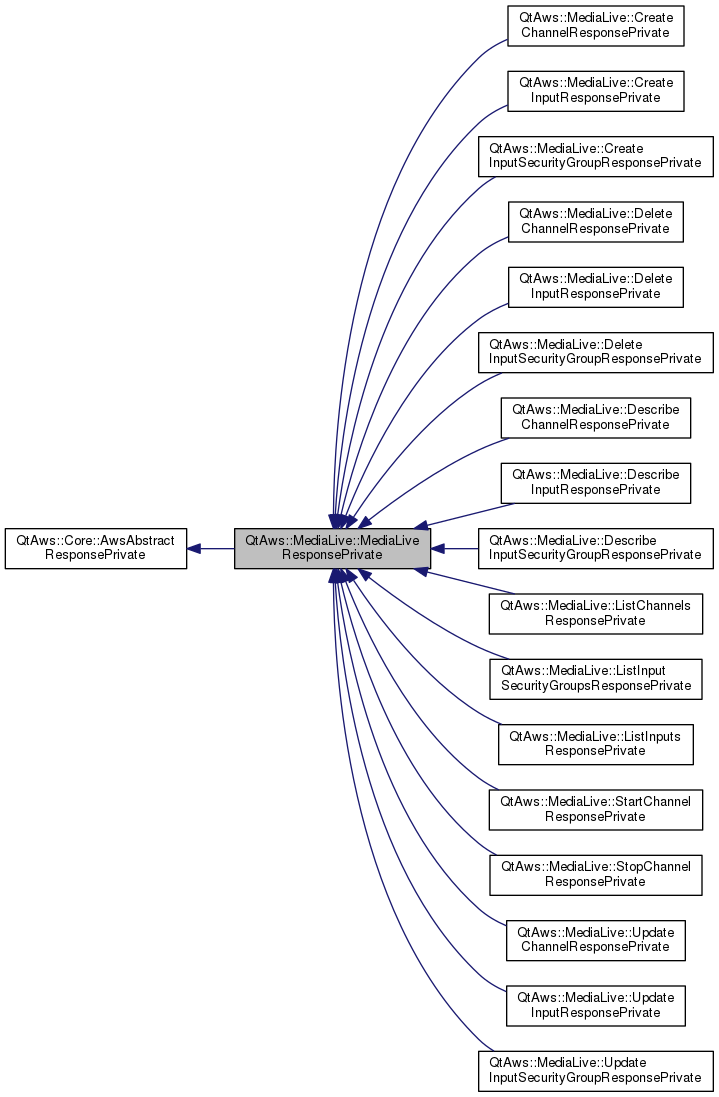 QtAws::MediaLive::Create
ChannelResponsePrivate
QtAws::MediaLive::Create
InputResponsePrivate
QtAws::MediaLive::Create
InputSecurityGroupResponsePrivate
QtAws::MediaLive::Delete
ChannelResponsePrivate
QtAws::MediaLive::Delete
InputResponsePrivate
QtAws::MediaLive::Delete
InputSecurityGroupResponsePrivate
QtAws::MediaLive::Describe
ChannelResponsePrivate
QtAws::MediaLive::Describe
InputResponsePrivate
QtAws::Core::AwsAbstract
ResponsePrivate
QtAws::MediaLive::MediaLive
ResponsePrivate
QtAws::MediaLive::Describe
InputSecurityGroupResponsePrivate
QtAws::MediaLive::ListChannels
ResponsePrivate
QtAws::MediaLive::ListInput
SecurityGroupsResponsePrivate
QtAws::MediaLive::ListInputs
ResponsePrivate
QtAws::MediaLive::StartChannel
ResponsePrivate
QtAws::MediaLive::StopChannel
ResponsePrivate
QtAws::MediaLive::Update
ChannelResponsePrivate
QtAws::MediaLive::Update
InputResponsePrivate
QtAws::MediaLive::Update
InputSecurityGroupResponsePrivate